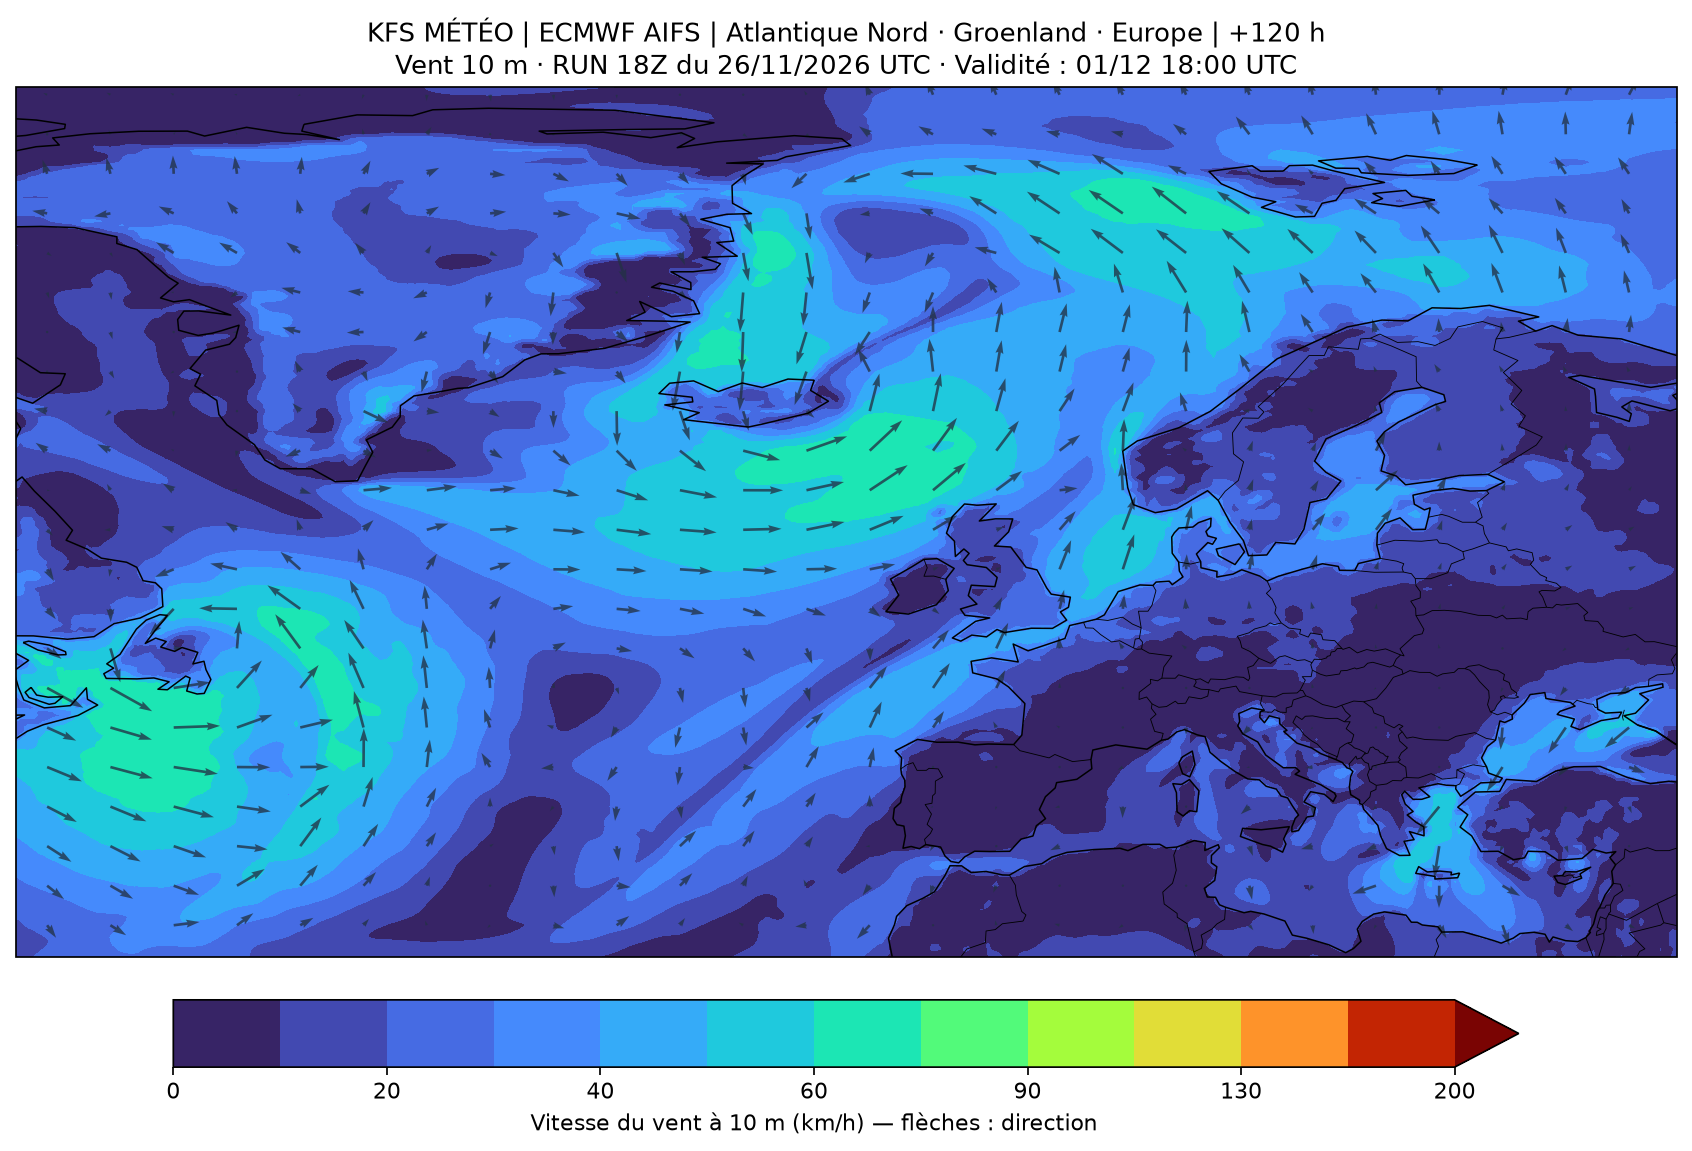 KFS MÉTÉO | ECMWF AIFS | Atlantique Nord · Groenland · Europe | +120 h
Vent 10 m · RUN 18Z du 26/11/2026 UTC · Validité : 01/12 18:00 UTC
0 20 40 60 90 130 200
Vitesse du vent à 10 m (km/h) — flèches : direction